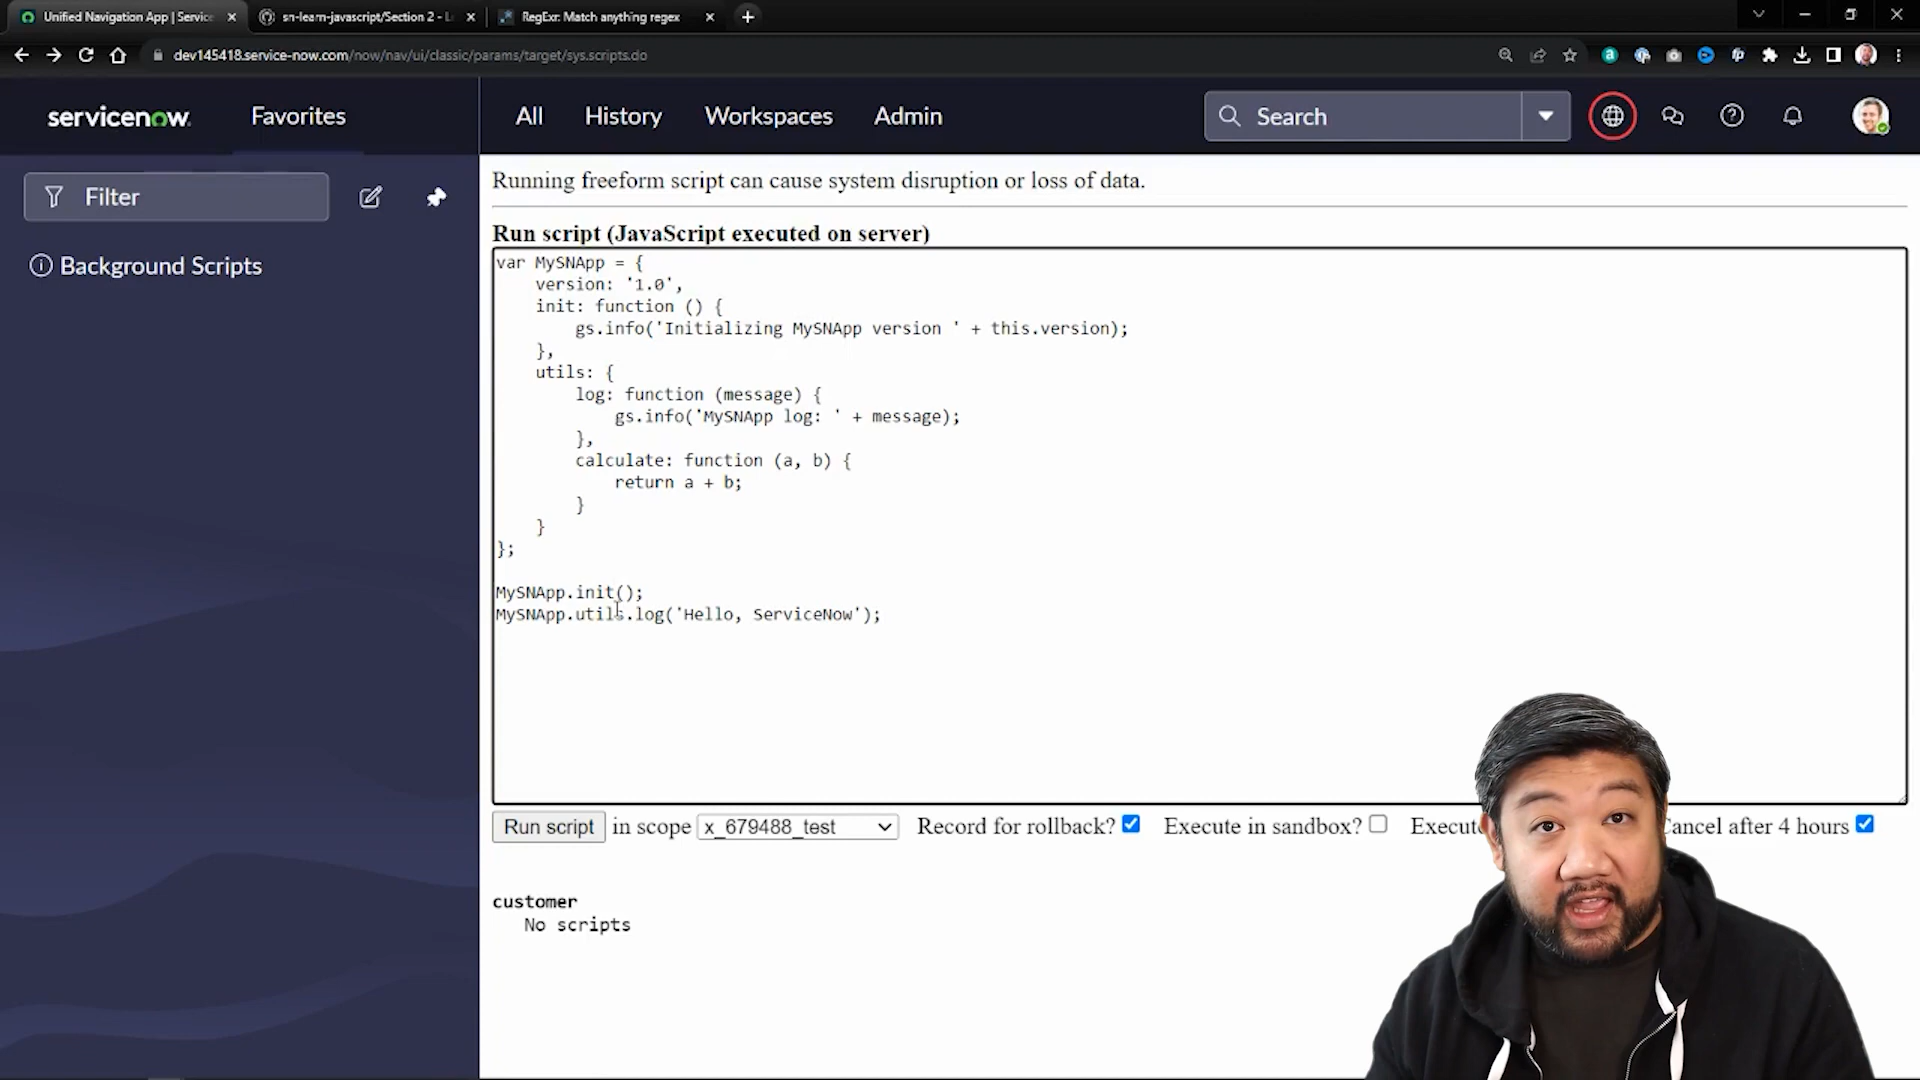 Unified Navigation App | Service
sn-learn-javascript/Section 2 - L
RegExr: Match anything regex
dev145418.service-now.com/now/nav/ui/classic/params/target/sys.scripts.do
servicenow
Favorites
All
History
Workspaces
Admin
Search
Filter
Background Scripts
Running freeform script can cause system disruption or loss of data.
Run script (JavaScript executed on server)
var MySNApp = {
version: '1.0',
init: function () {
gs.info('Initializing MySNApp version ' + this.version);
},
utils: {
log: function (message) {
gs.info('MySNApp log: ' + message);
},
calculate: function (a, b) {
return a + b;
}
}
};
MySNApp.init();
MySNApp.utils.log('Hello, ServiceNow');
Run script in scope x_679488_test Record for rollback? Execute in sandbox? Execute Cancel after 4 hours
customer
No scripts